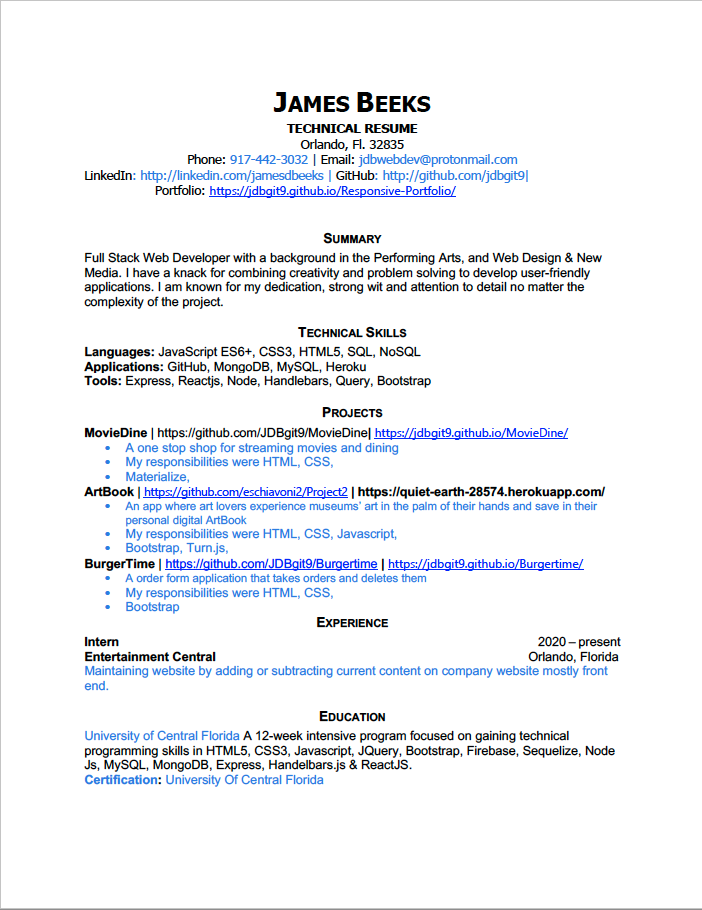 JAMES BEEKS
TECHNICAL RESUME
Orlando, Fl. 32835
Phone: 917-442-3032 | Email: jdbwebdev@protonmail.com
LinkedIn: http://linkedin.com/jamesdbeeks | GitHub: http://github.com/jdbgit9|
Portfolio: https://jdbgit9.github.io/Responsive-Portfolio/
SUMMARY
Full Stack Web Developer with a background in the Performing Arts, and Web Design & New
Media. I have a knack for combining creativity and problem solving to develop user-friendly
applications. I am known for my dedication, strong wit and attention to detail no matter the
complexity of the project.
TECHNICAL SKILLS
Languages: JavaScript ES6+, CSS3, HTML5, SQL, NoSQL
Applications: GitHub, MongoDB, MySQL, Heroku
Tools: Express, Reactjs, Node, Handlebars, Query, Bootstrap
PROJECTS
MovieDine | https://github.com/JDBgit9/MovieDine| https://jdbgit9.github.io/MovieDine/
• A one stop shop for streaming movies and dining
• My responsibilities were HTML, CSS,
• Materialize,
ArtBook | https://github.com/eschiavoni2/Project2 | https://quiet-earth-28574.herokuapp.com/
• An app where art lovers experience museums' art in the palm of their hands and save in their
personal digital ArtBook
• My responsibilities were HTML, CSS, Javascript,
• Bootstrap, Turn.js,
BurgerTime | https://github.com/JDBgit9/Burgertime | https://jdbgit9.github.io/Burgertime/
• A order form application that takes orders and deletes them
• My responsibilities were HTML, CSS,
• Bootstrap
EXPERIENCE
Intern 2020 – present
Entertainment Central Orlando, Florida
Maintaining website by adding or subtracting current content on company website mostly front
end.
EDUCATION
University of Central Florida A 12-week intensive program focused on gaining technical
programming skills in HTML5, CSS3, Javascript, JQuery, Bootstrap, Firebase, Sequelize, Node
Js, MySQL, MongoDB, Express, Handelbars.js & ReactJS.
Certification: University Of Central Florida